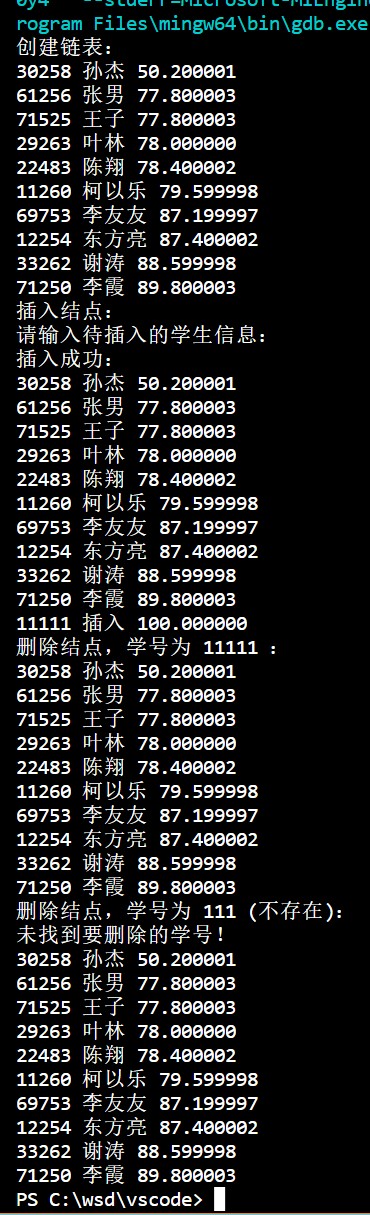 rogram Files\mingw64\bin\gdb.exe
创建链表：
30258 孙杰 50.200001
61256 张男 77.800003
71525 王子 77.800003
29263 叶林 78.000000
22483 陈翔 78.400002
11260 柯以乐 79.599998
69753 李友友 87.199997
12254 东方亮 87.400002
33262 谢涛 88.599998
71250 李霞 89.800003
插入结点：
请输入待插入的学生信息：
插入成功：
30258 孙杰 50.200001
61256 张男 77.800003
71525 王子 77.800003
29263 叶林 78.000000
22483 陈翔 78.400002
11260 柯以乐 79.599998
69753 李友友 87.199997
12254 东方亮 87.400002
33262 谢涛 88.599998
71250 李霞 89.800003
11111 插入 100.000000
删除结点，学号为 11111 ：
30258 孙杰 50.200001
61256 张男 77.800003
71525 王子 77.800003
29263 叶林 78.000000
22483 陈翔 78.400002
11260 柯以乐 79.599998
69753 李友友 87.199997
12254 东方亮 87.400002
33262 谢涛 88.599998
71250 李霞 89.800003
删除结点，学号为 111 (不存在)：
未找到要删除的学号！
30258 孙杰 50.200001
61256 张男 77.800003
71525 王子 77.800003
29263 叶林 78.000000
22483 陈翔 78.400002
11260 柯以乐 79.599998
69753 李友友 87.199997
12254 东方亮 87.400002
33262 谢涛 88.599998
71250 李霞 89.800003
PS C:\wsd\vscode>